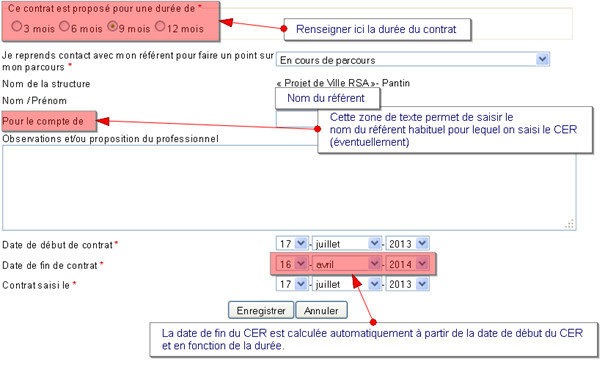 Ce contrat est proposé pour une durée de *
3 mois 6 mois 9 mois 12 mois
Renseigner ici la durée du contrat
Je reprends contact avec mon référent pour faire un point sur
mon parcours *
En cours de parcours
Nom de la structure
« Projet de Ville RSA »- Pantin
Nom /Prénom
Nom du référent
Pour le compte de
Cette zone de texte permet de saisir le
nom du référent habituel pour lequel on saisi le CER
(éventuellement)
Observations et/ou proposition du professionnel
Date de début de contrat *
17 - juillet - 2013
Date de fin de contrat *
16 - avril - 2014
Contrat saisi le *
17 - juillet - 2013
Enregistrer Annuler
La date de fin du CER est calculée automatiquement à partir de la date de début du CER
et en fonction de la durée.